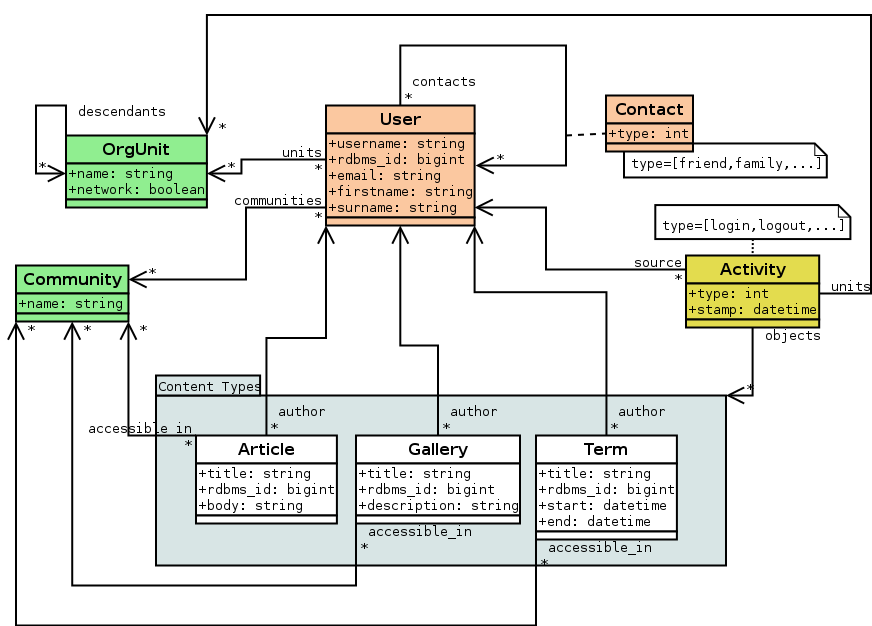 contacts
*
descendants
*
*
OrgUnit
+name: string
+network: boolean
units
*
*
communities
*
*
User
+username: string
+rdbms_id: bigint
+email: string
+firstname: string
+surname: string
*
Contact
+type: int
type=[friend,family,...]
type=[login,logout,...]
source
*
Activity
+type: int
+stamp: datetime
units
objects
*
Community
+name: string
*
*
*
Content Types
accessible in
*
author
*
author
*
author
*
Article
+title: string
+rdbms_id: bigint
+body: string
Gallery
+title: string
+rdbms_id: bigint
+description: string
accessible_in
*
Term
+title: string
+rdbms_id: bigint
+start: datetime
+end: datetime
accessible_in
*